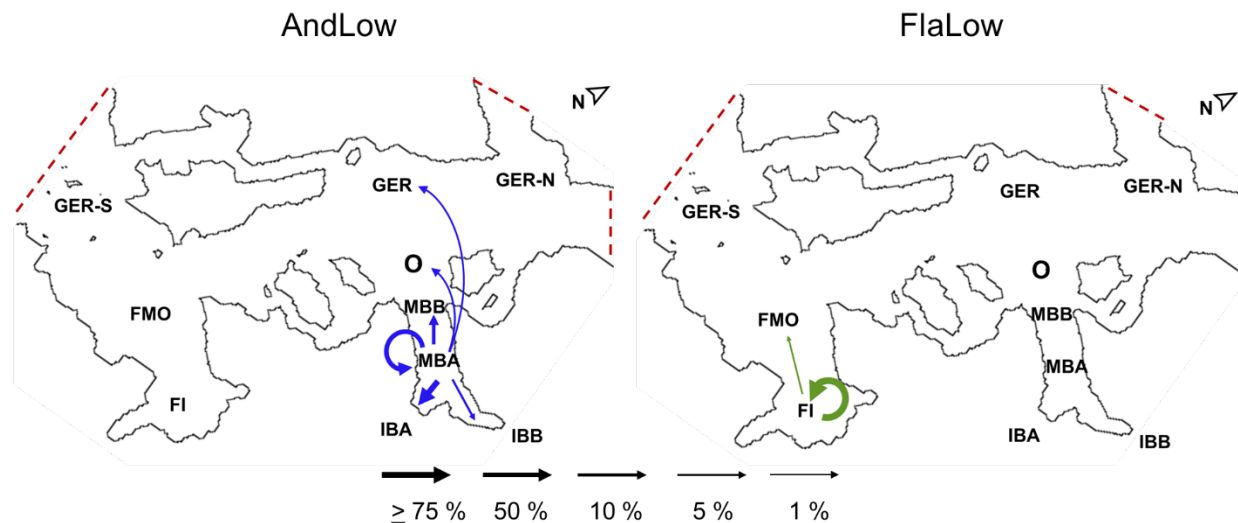 AndLow
FlaLow
N
GER
GER-N
GER-S
O
MBB
FMO
MBA
FI
IBA
IBB
N
GER
GER-N
GER-S
O
MBB
FMO
MBA
FI
IBA
IBB
≥ 75 % 50 % 10 % 5 % 1 %